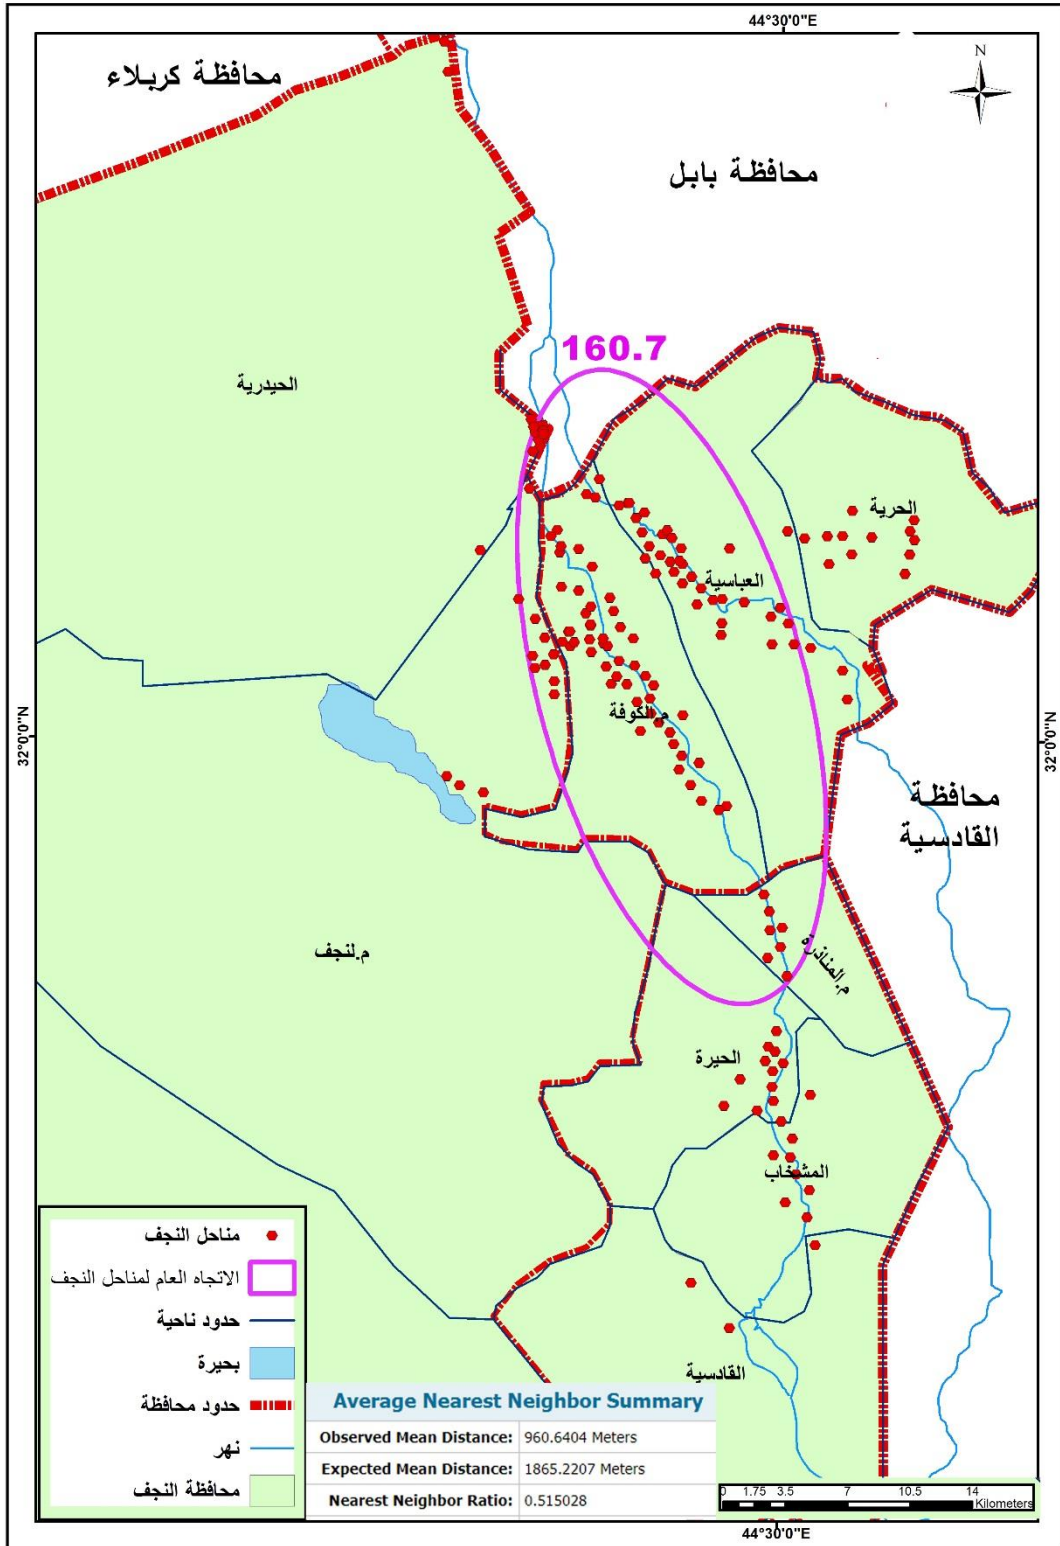 44°30'0"E
محافظة كربلاء
N
محافظة بابل
160.7
الحيدرية
الحرية
العباسية
م.الكوفة
32°0'0"N
32°0'0"N
محافظة
القادسية
م.لنجف
م.المناذرة
الحيرة
المشخاب
القادسية
مناحل النجف
الاتجاه العام لمناحل النجف
حدود ناحية
بحيرة
حدود محافظة
نهر
محافظة النجف
Average Nearest Neighbor Summary
Observed Mean Distance: 960.6404 Meters
Expected Mean Distance: 1865.2207 Meters
Nearest Neighbor Ratio: 0.515028
0 1.75 3.5 7 10.5 14
Kilometers
44°30'0"E